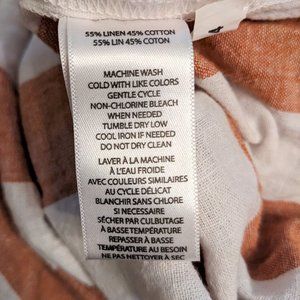 55% LINEN 45% COTTON
55% LIN 45% COTON
MACHINE WASH
COLD WITH LIKE COLORS
GENTLE CYCLE
NON-CHLORINE BLEACH
WHEN NEEDED
TUMBLE DRY LOW
COOL IRON IF NEEDED
DO NOT DRY CLEAN
LAVER À LA MACHINE
À L'EAU FROIDE
AVEC COULEURS SIMILAIRES
AU CYCLE DÉLICAT
BLANCHIR SANS CHLORE
SI NECESSAIRE
SÉCHER PAR CULBUTAGE
À BASSE TEMPÉRATURE
REPASSER À BASSE
TEMPÉRATURE AU BESOIN
NE PAS NETTOYER À SEC
4